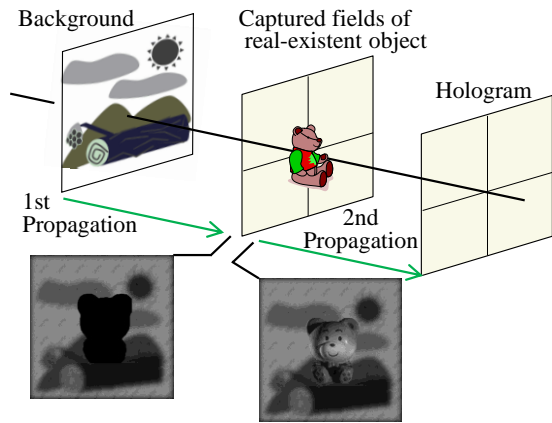 Background
Captured fields of
real-existent object
Hologram
1st
Propagation
2nd
Propagation